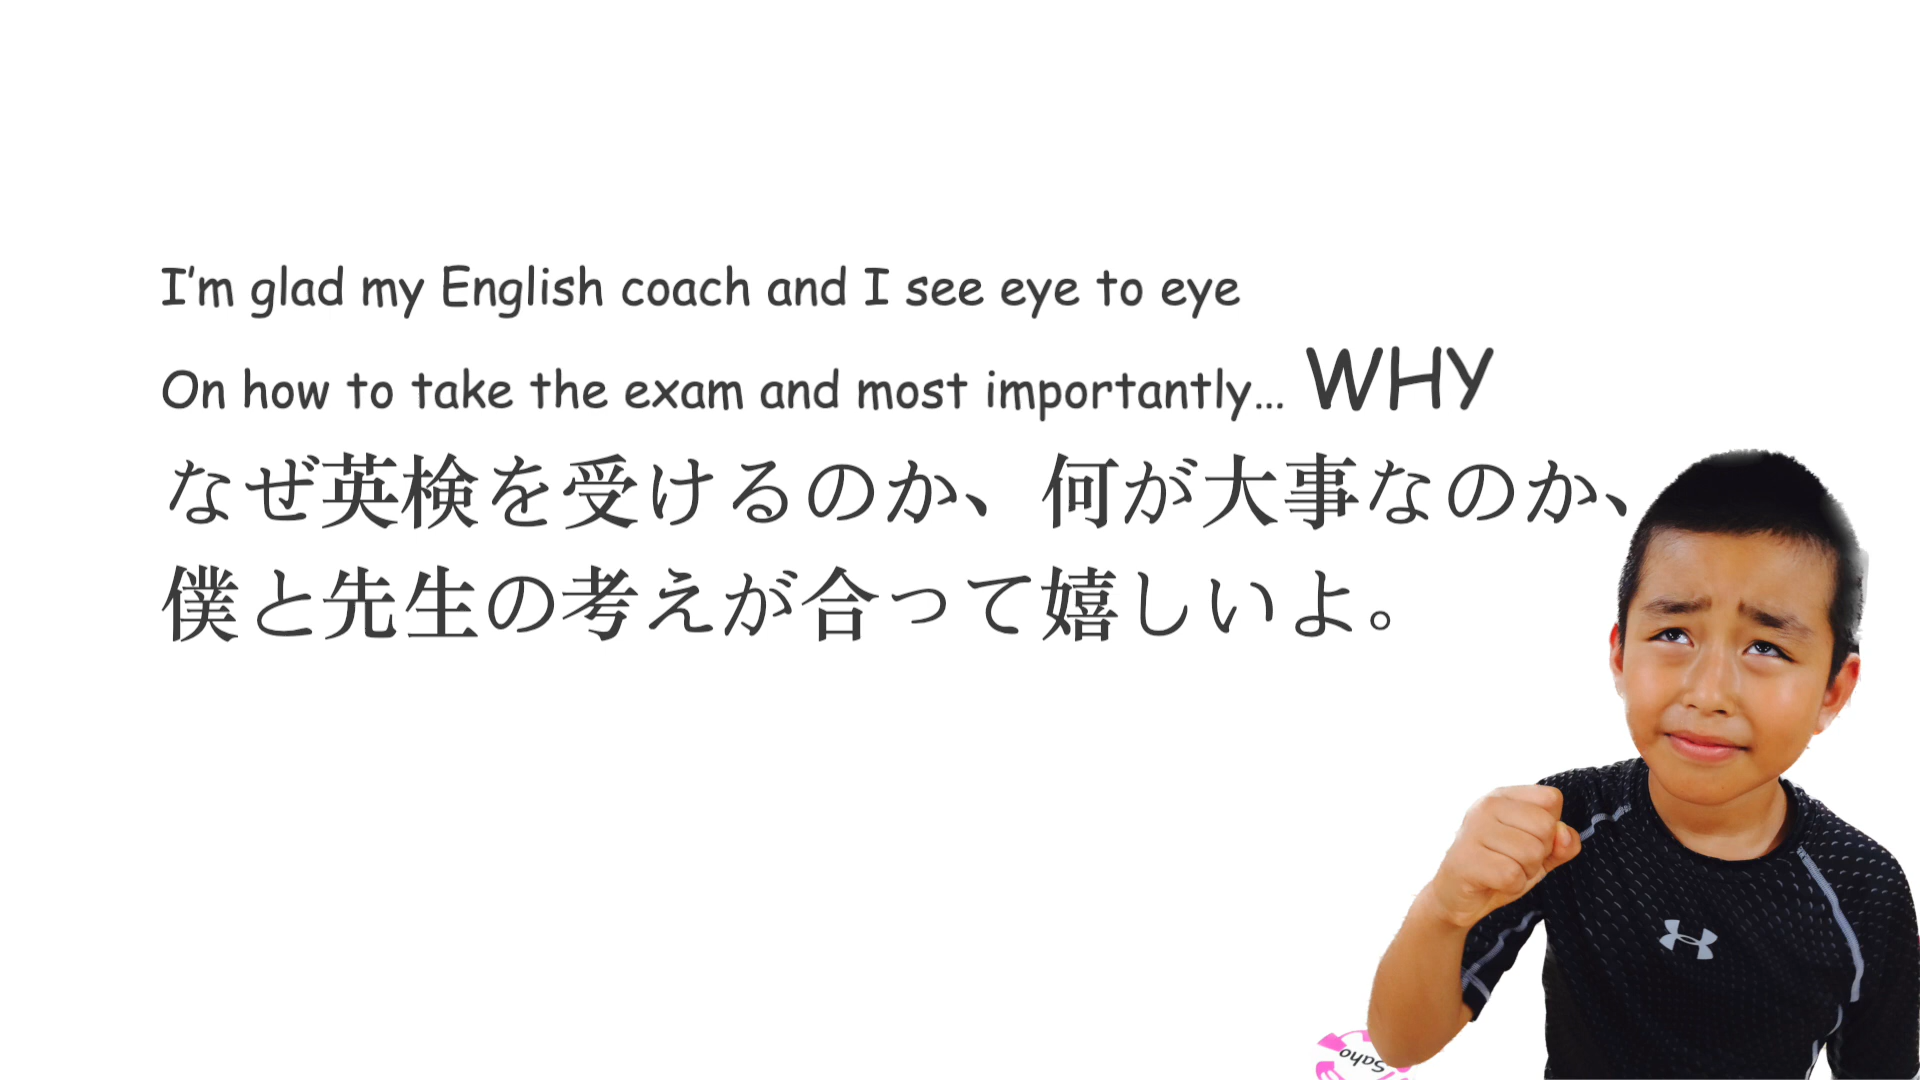 I'm glad my English coach and I see eye to eye
On how to take the exam and most importantly... WHY
なぜ英検を受けるのか、何が大事なのか、
僕と先生の考えが合って嬉しいよ。
Saho